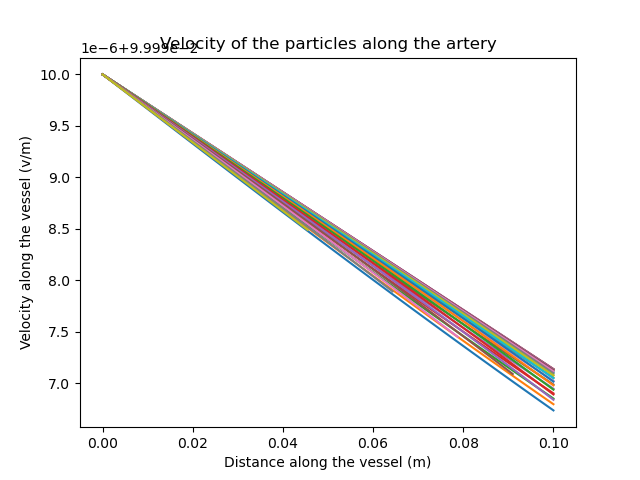 Velocity of the particles along the artery
1e−6+9.999e−2
10.0
9.5
9.0
8.5
8.0
7.5
7.0
Velocity along the vessel (v/m)
0.00 0.02 0.04 0.06 0.08 0.10
Distance along the vessel (m)